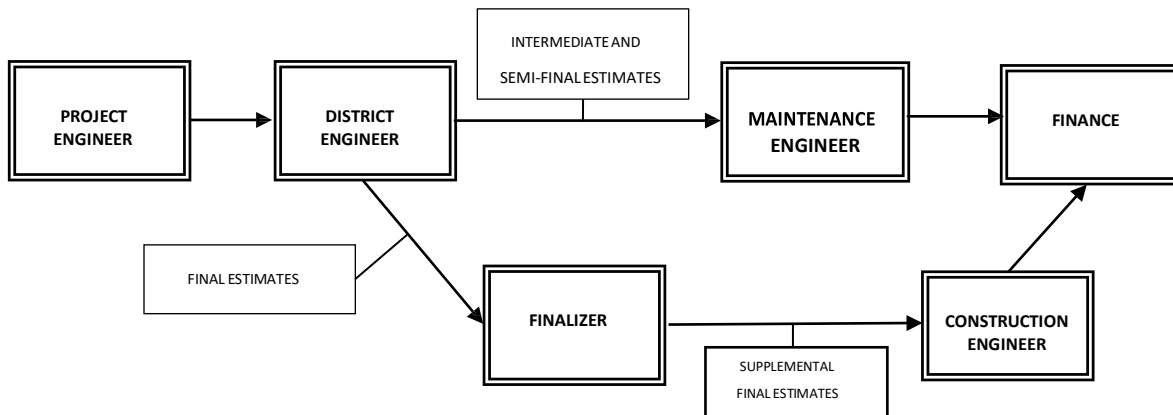 INTERMEDIATE AND
SEMI-FINAL ESTIMATES
PROJECT
ENGINEER
DISTRICT
ENGINEER
MAINTENANCE
ENGINEER
FINANCE
FINAL ESTIMATES
FINALIZER
CONSTRUCTION
ENGINEER
SUPPLEMENTAL
FINAL ESTIMATES